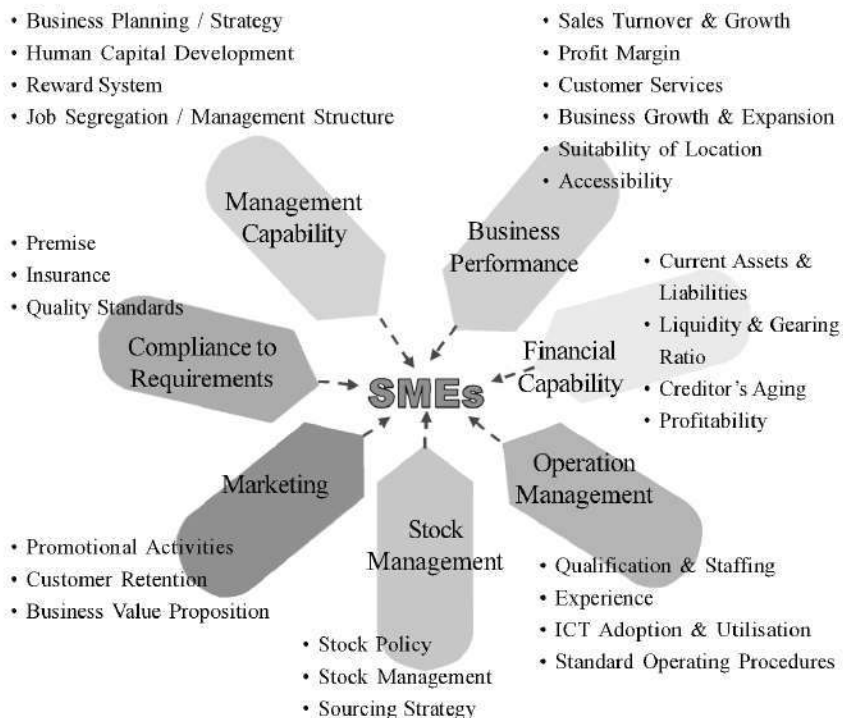 • Business Planning / Strategy
• Human Capital Development
• Reward System
• Job Segregation / Management Structure
• Sales Turnover & Growth
• Profit Margin
• Customer Services
• Business Growth & Expansion
• Suitability of Location
• Accessibility
Management
Capability
Business
Performance
• Premise
• Insurance
• Quality Standards
• Current Assets &
Liabilities
• Liquidity & Gearing
Ratio
• Creditor's Aging
• Profitability
Compliance to
Requirements
Financial
Capability
SMEs
Marketing
Operation
Management
Stock
Management
• Promotional Activities
• Customer Retention
• Business Value Proposition
• Qualification & Staffing
• Experience
• ICT Adoption & Utilisation
• Standard Operating Procedures
• Stock Policy
• Stock Management
• Sourcing Strategy